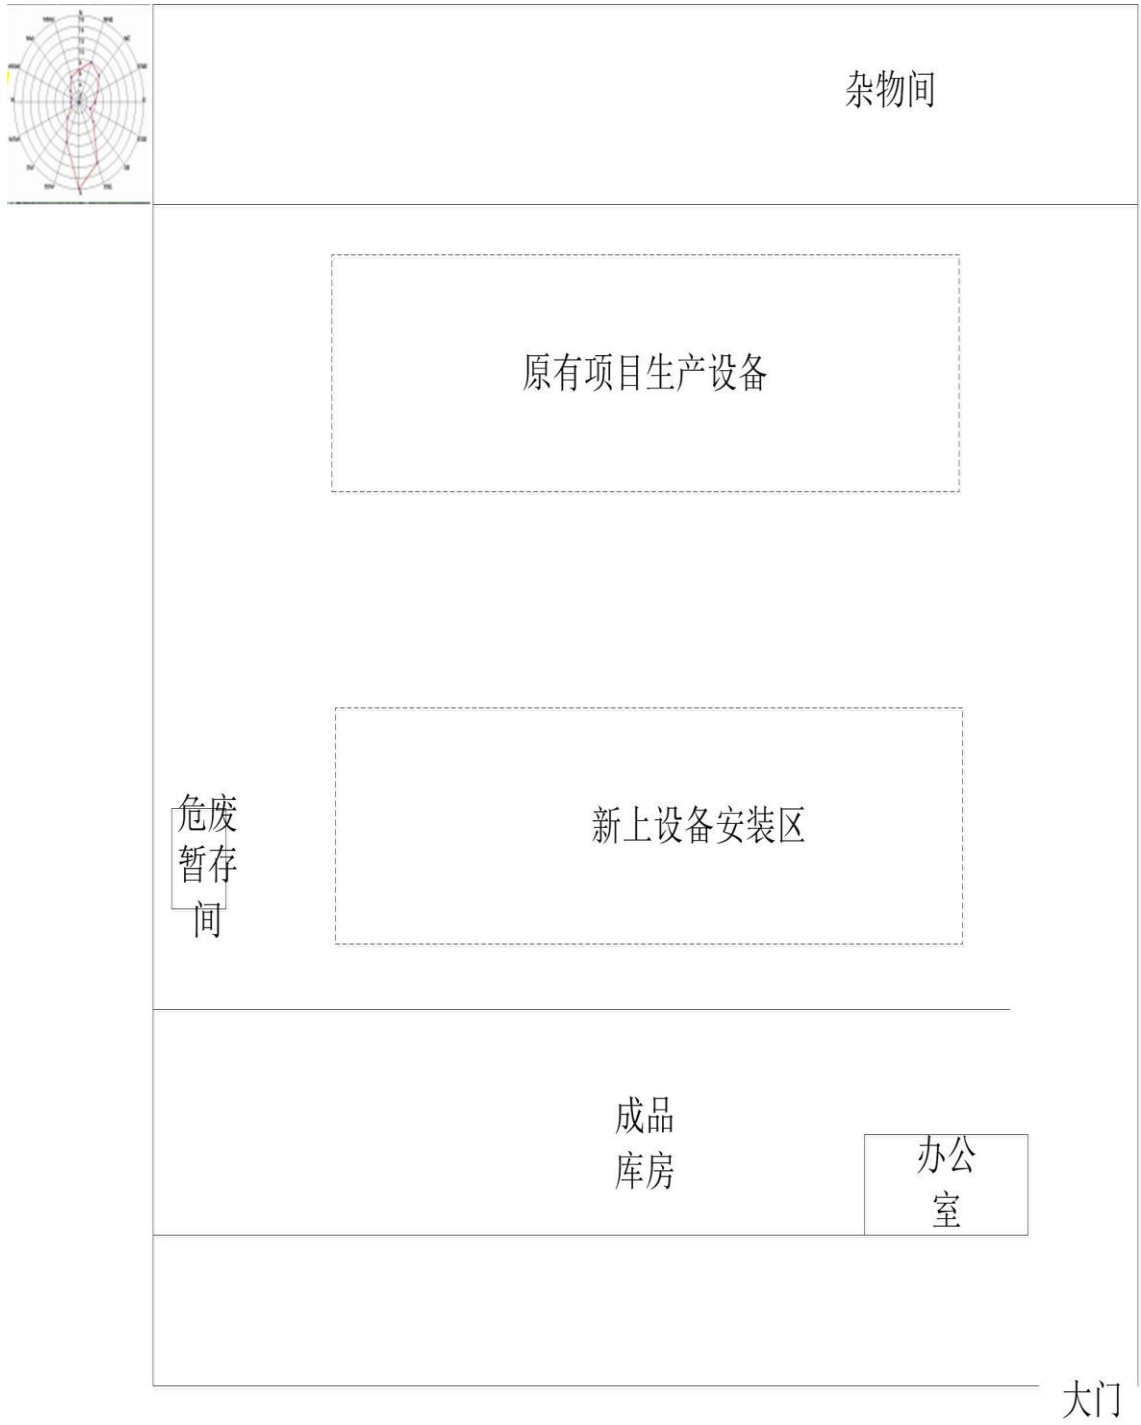 N
杂物间
原有项目生产设备
新上设备安装区
危废
暂存
间
成品
库房
办公
室
大门